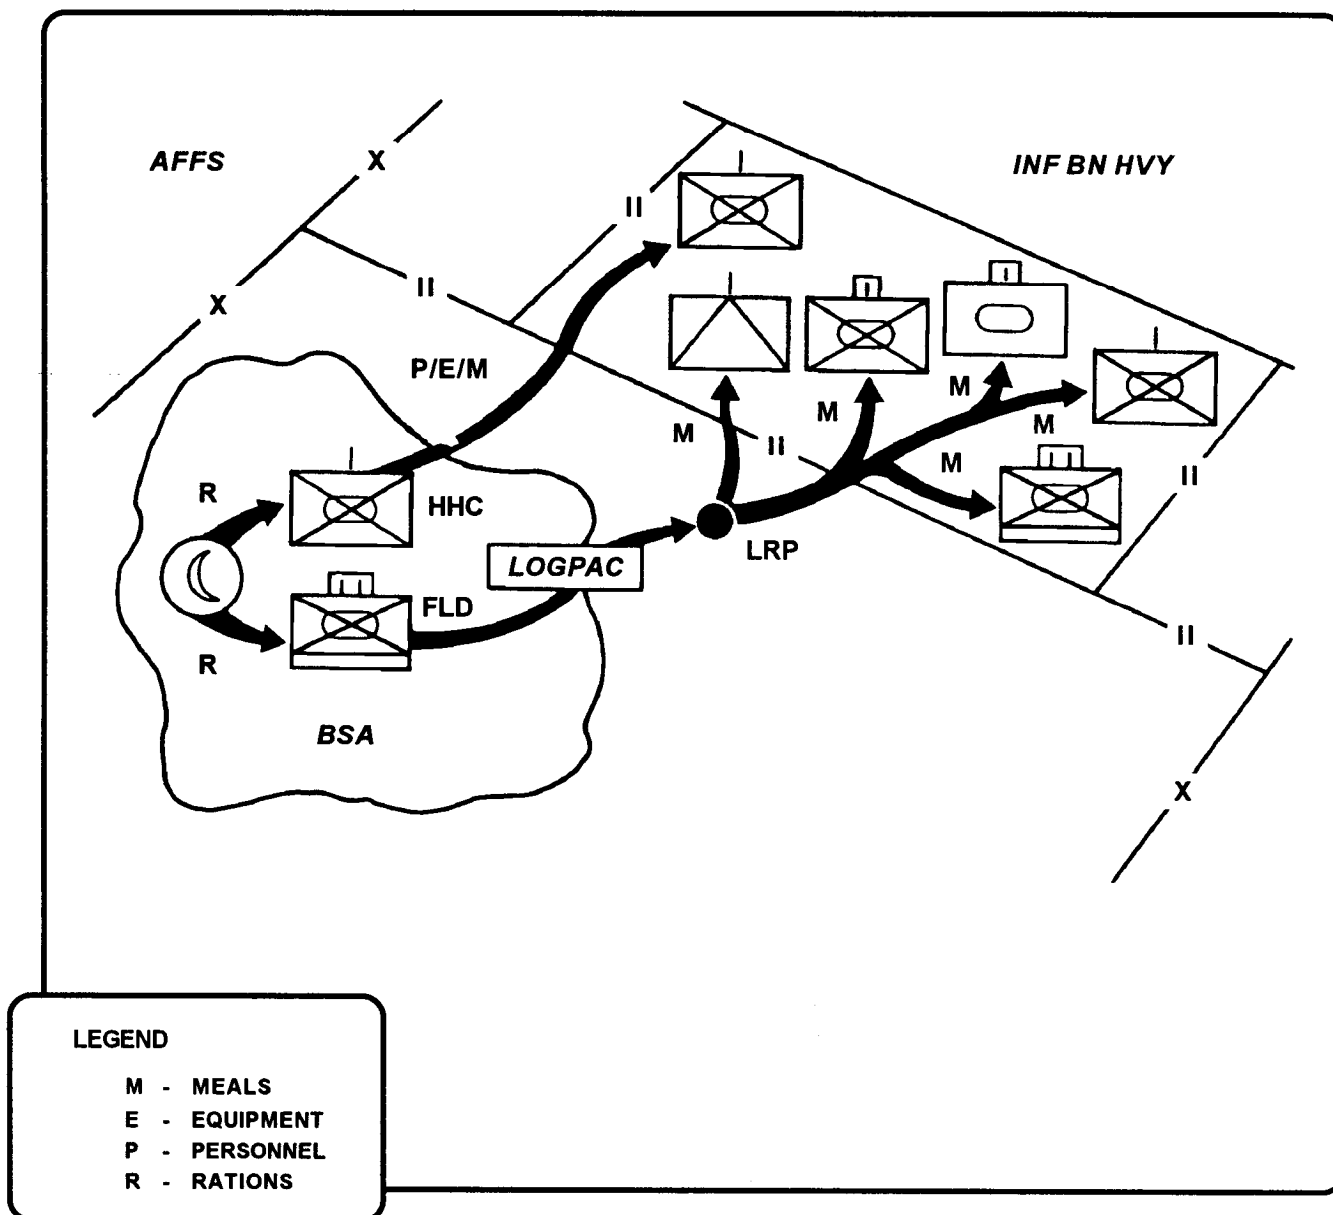 AFFS
X
INF BN HVY
II
X
II
P/E/M
M
M
M
M
II
II
R
HHC
M
LRP
LOGPAC
FLD
R
II
BSA
X
LEGEND
M - MEALS
E - EQUIPMENT
P - PERSONNEL
R - RATIONS